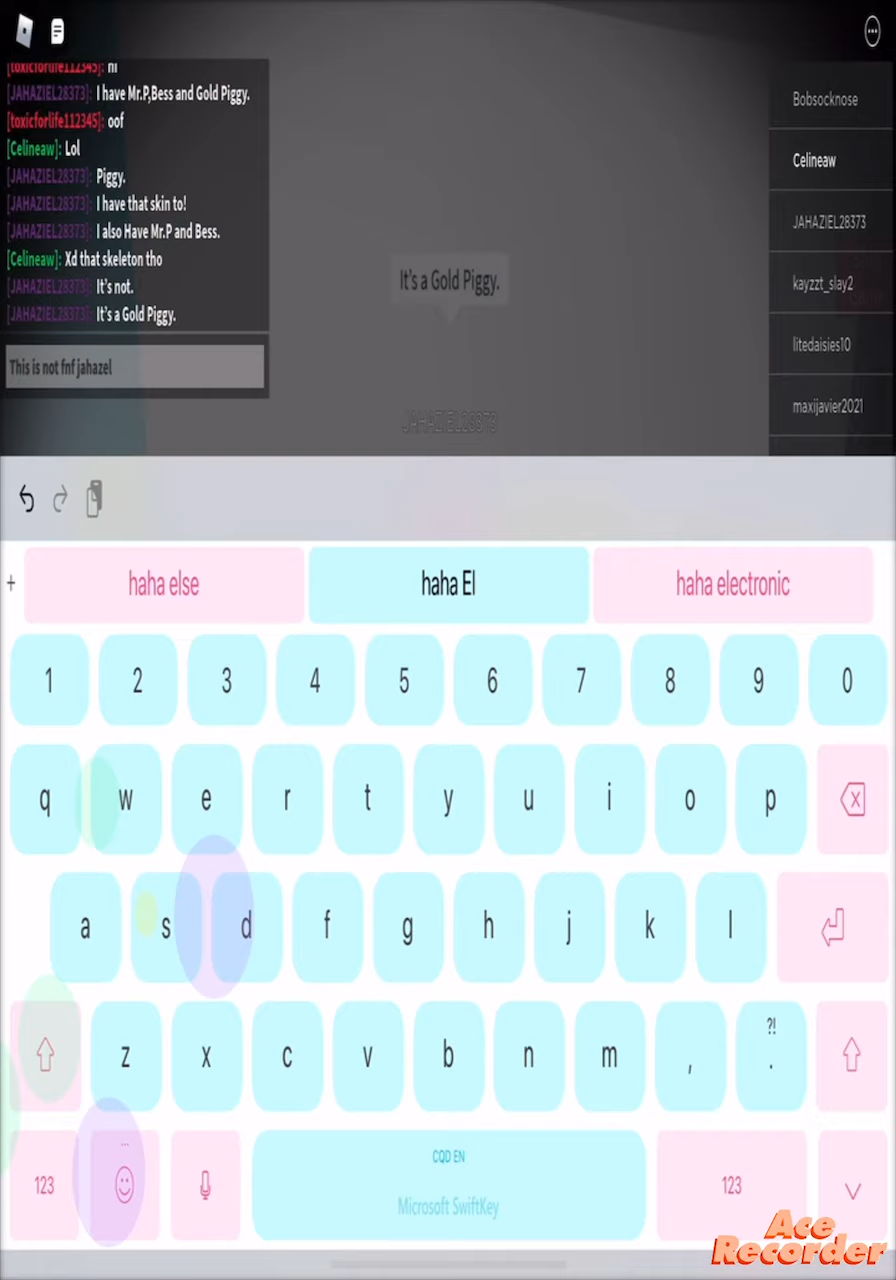 [toxicforlife112345]: hi
[JAHAZIEL28373]: I have Mr.P,Bess and Gold Piggy.
[toxicforlife112345]: oof
[Celineaw]: Lol
[JAHAZIEL28373]: Piggy.
[JAHAZIEL28373]: I have that skin to!
[JAHAZIEL28373]: I also Have Mr.P and Bess.
[Celineaw]: Xd that skeleton tho
[JAHAZIEL28373]: It's not.
[JAHAZIEL28373]: It's a Gold Piggy.
This is not fnf jahazel
It's a Gold Piggy.
JAHAZIEL28373
Bobsocknose
Celineaw
JAHAZIEL28373
kayzzt_slay2
litedaisies10
maxijavier2021
+ haha else haha El haha electronic
1 2 3 4 5 6 7 8 9 0
q w e r t y u i o p
a s d f g h j k l
?!
z x c v b n m , .
CQD EN
123 Microsoft SwiftKey 123
Ace
Recorder